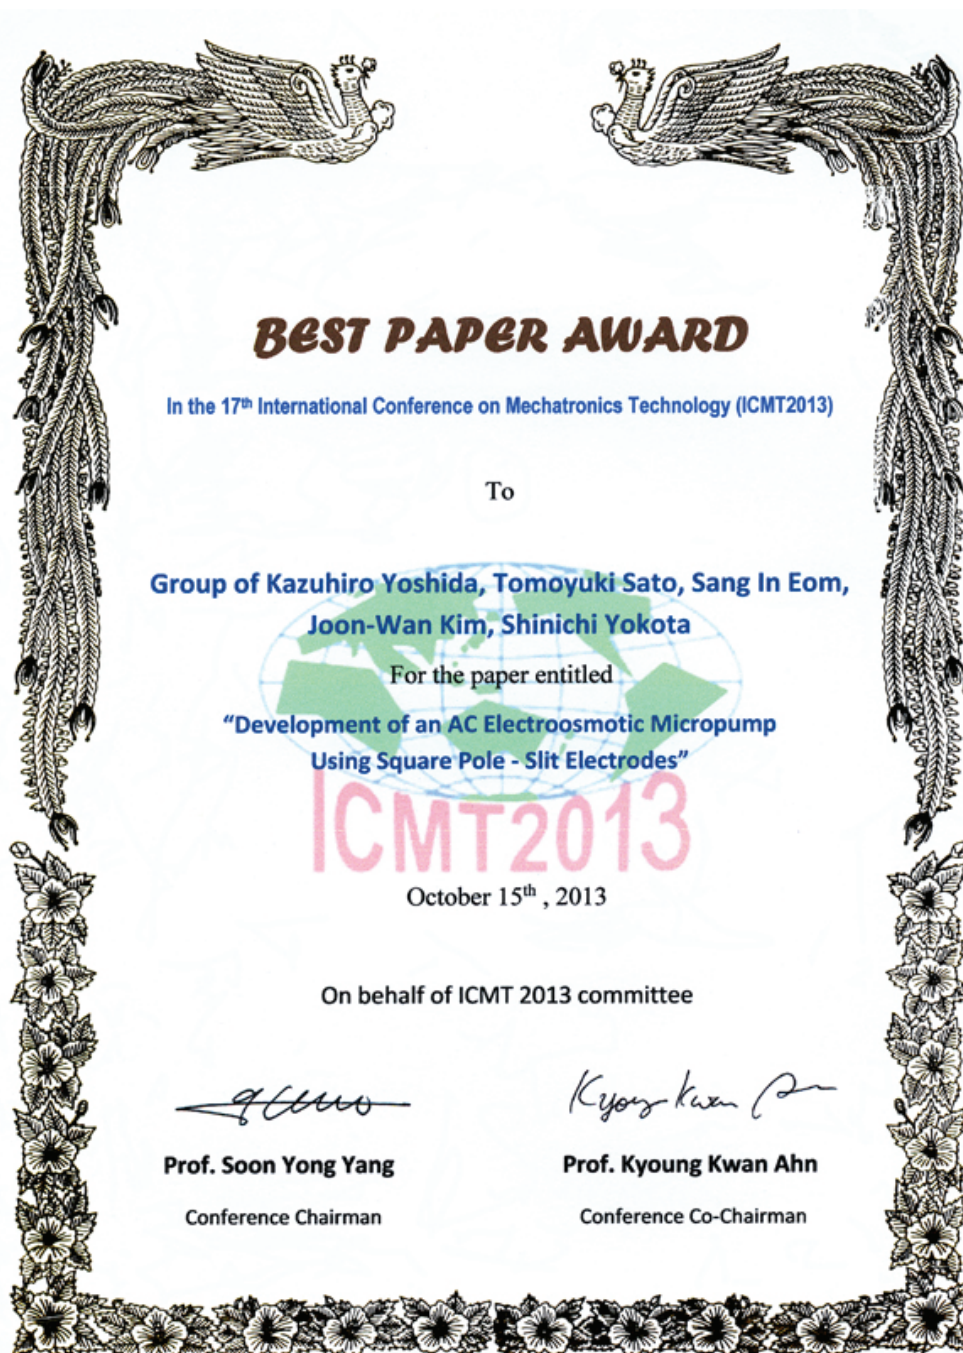 BEST PAPER AWARD
In the 17th International Conference on Mechatronics Technology (ICMT2013)
To
Group of Kazuhiro Yoshida, Tomoyuki Sato, Sang In Eom,
Joon-Wan Kim, Shinichi Yokota
For the paper entitled
“Development of an AC Electroosmotic Micropump
Using Square Pole - Slit Electrodes”
ICMT2013
October 15th , 2013
On behalf of ICMT 2013 committee
Kyoung Kwan Ahn
Prof. Soon Yong Yang
Prof. Kyoung Kwan Ahn
Conference Chairman
Conference Co-Chairman